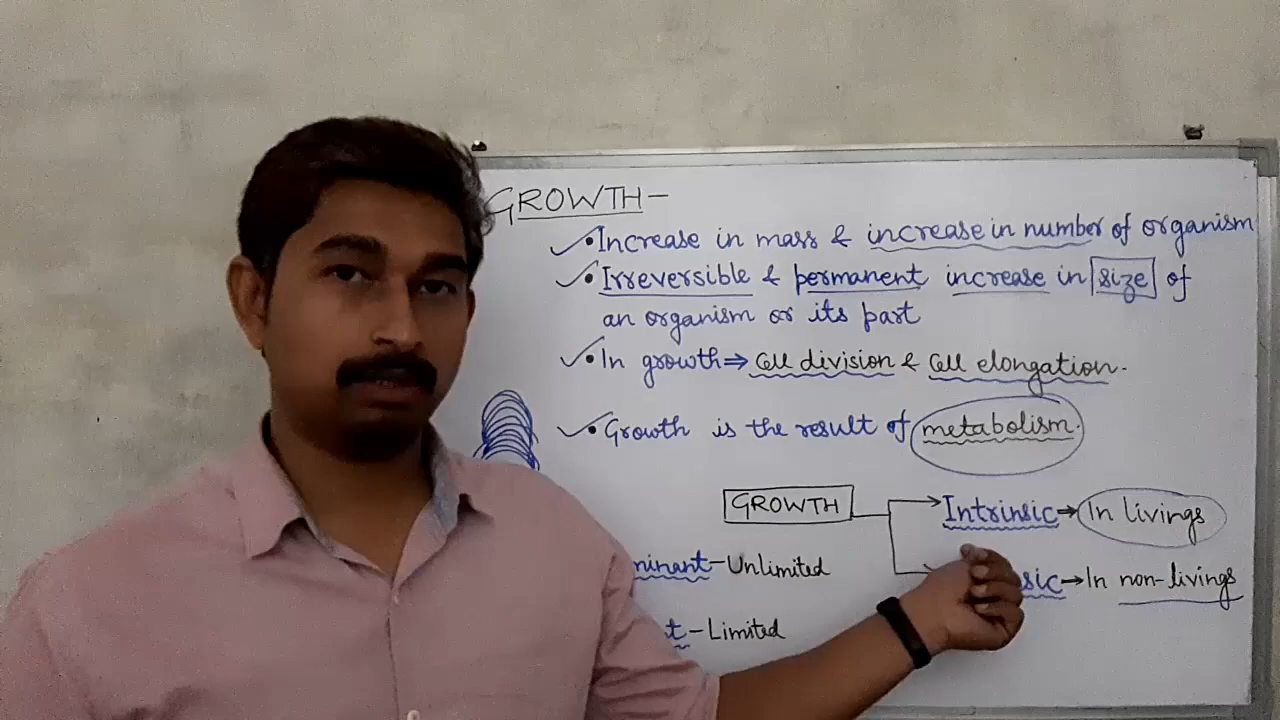 GROWTH-
• Increase in mass & increase in number of organism
• Irreversible & permanent increase in size of
an organism or its part
• In growth ⇒ Cell division & Cell elongation.
• Growth is the result of metabolism.
GROWTH → Intrinsic → In livings
→ In non-livings
-Unlimited
-Limited